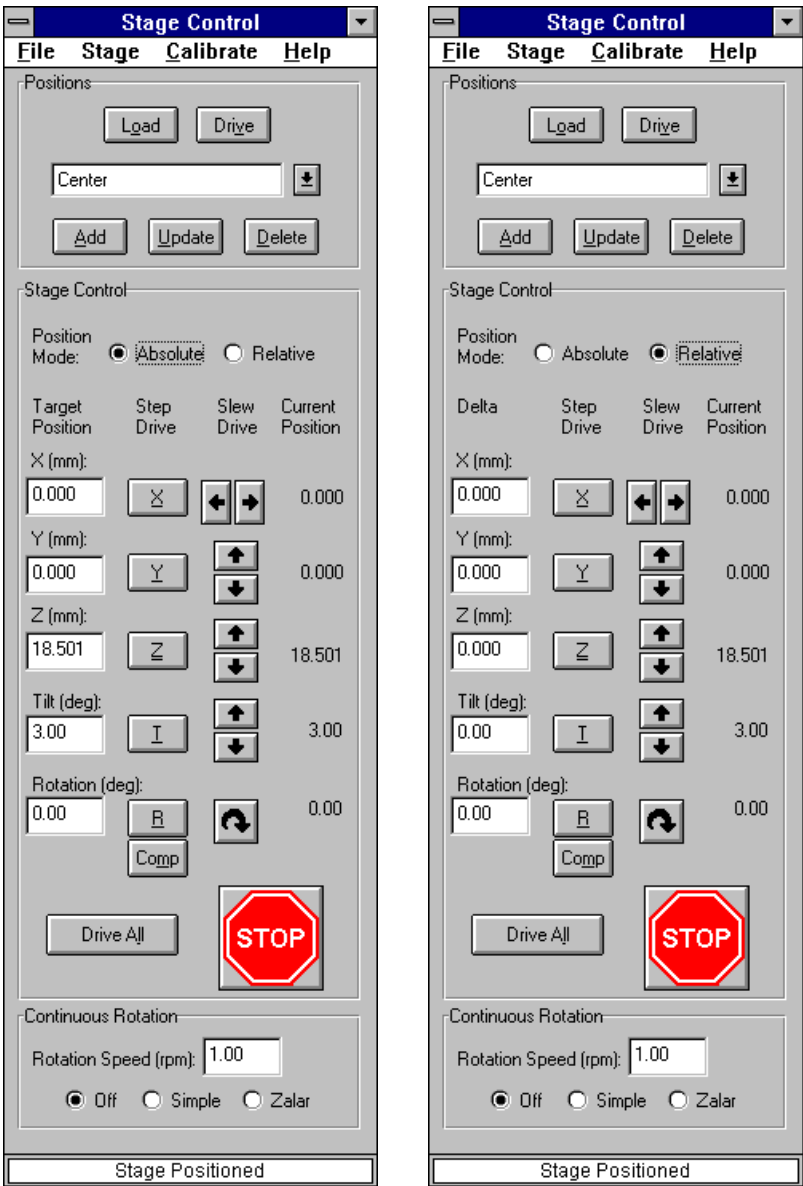 Stage Control
File Stage Calibrate Help
Positions
Load Drive
Center
Add Update Delete
Stage Control
Position
Mode: Absolute Relative
Target Step Slew Current
Position Drive Drive Position
X (mm):
0.000 X 0.000
Y (mm):
0.000 Y 0.000
Z (mm):
18.501 Z 18.501
Tilt (deg):
3.00 T 3.00
Rotation (deg):
0.00 R 0.00
Comp
Drive All STOP
Continuous Rotation
Rotation Speed (rpm): 1.00
Off Simple Zalar
Stage Positioned
Stage Control
File Stage Calibrate Help
Positions
Load Drive
Center
Add Update Delete
Stage Control
Position
Mode: Absolute Relative
Delta Step Slew Current
Drive Drive Position
X (mm):
0.000 X 0.000
Y (mm):
0.000 Y 0.000
Z (mm):
0.000 Z 18.501
Tilt (deg):
0.00 T 3.00
Rotation (deg):
0.00 R 0.00
Comp
Drive All STOP
Continuous Rotation
Rotation Speed (rpm): 1.00
Off Simple Zalar
Stage Positioned